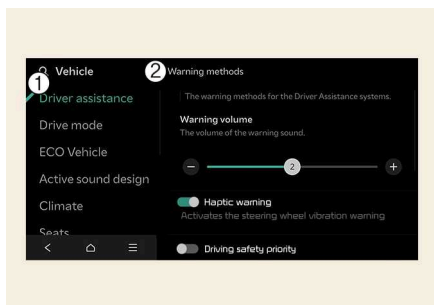 Vehicle
1
2 Warning methods
Driver assistance
The warning methods for the Driver Assistance systems.
Drive mode
Warning volume
The volume of the warning sound.
ECO Vehicle
2
Active sound design
Climate
Haptic warning
Activates the steering wheel vibration warning
Seats
Driving safety priority